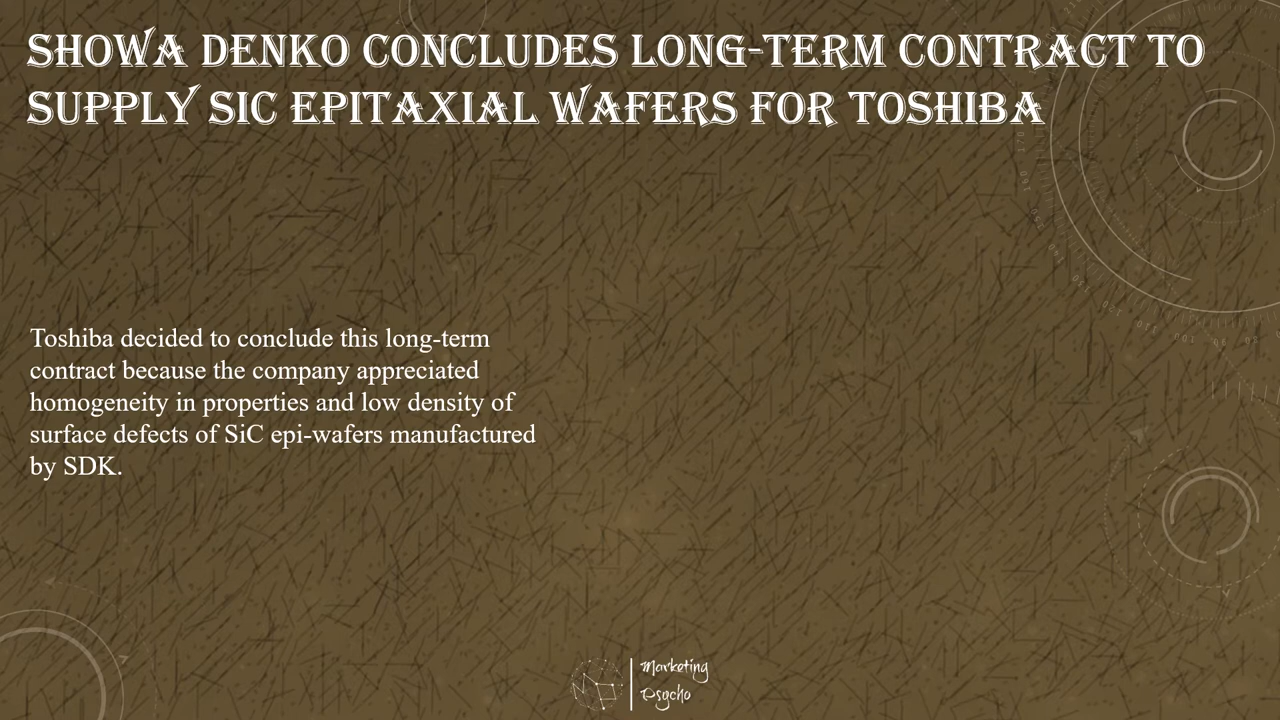 SHOWA DENKO CONCLUDES LONG-TERM CONTRACT TO
SUPPLY SIC EPITAXIAL WAFERS FOR TOSHIBA
Toshiba decided to conclude this long-term
contract because the company appreciated
homogeneity in properties and low density of
surface defects of SiC epi-wafers manufactured
by SDK.
Marketing
Psycho